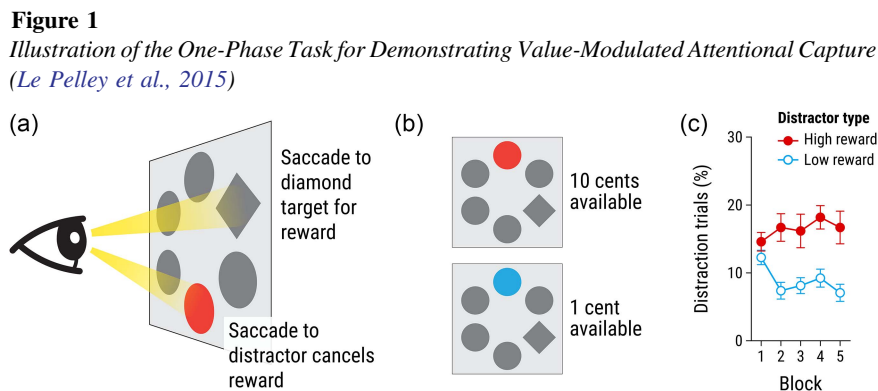 Figure 1
Illustration of the One-Phase Task for Demonstrating Value-Modulated Attentional Capture
(Le Pelley et al., 2015)
(a)
Saccade to
diamond
target for
reward
Saccade to
distractor cancels
reward
(b)
10 cents
available
1 cent
available
(c)
Distractor type
High reward
Low reward
Distraction trials (%)
30
20
10
0
1 2 3 4 5
Block